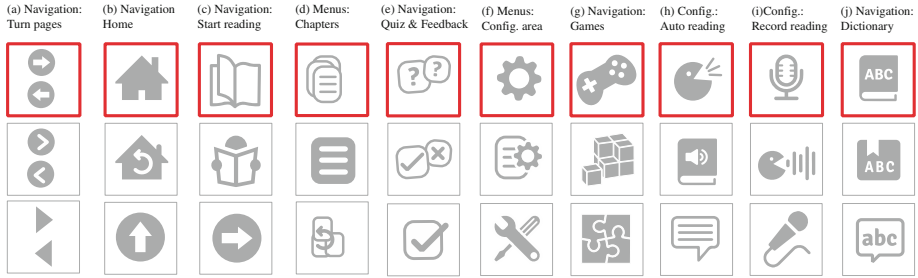 (a) Navigation:
Turn pages
(b) Navigation
Home
(c) Navigation:
Start reading
(d) Menus:
Chapters
(e) Navigation:
Quiz & Feedback
(f) Menus:
Config. area
(g) Navigation:
Games
(h) Config.:
Auto reading
(i)Config.:
Record reading
(j) Navigation:
Dictionary
? ?
ABC
ABC
abc